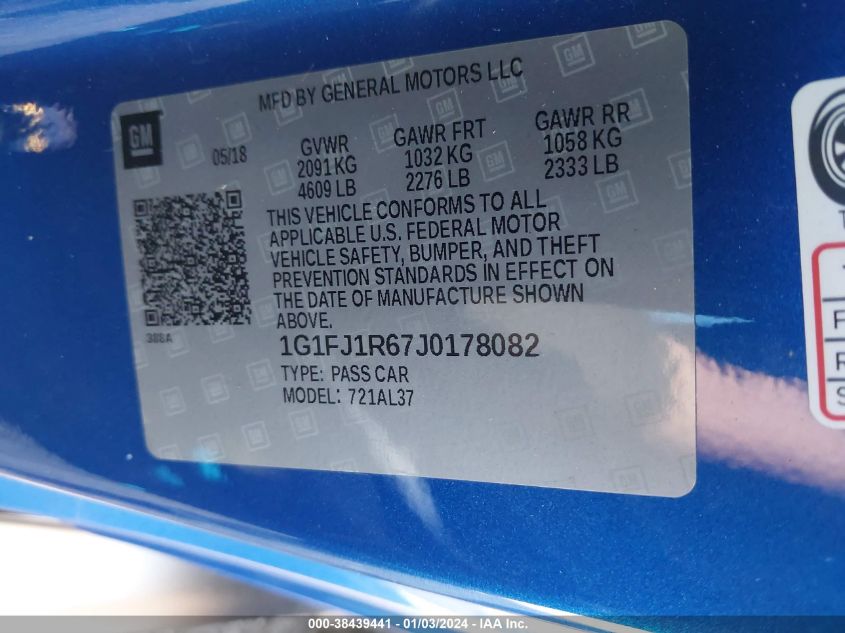 MFD BY GENERAL MOTORS LLC
GM
05/18
GVWR GAWR FRT GAWR RR
2091 KG 1032 KG 1058 KG
4609 LB 2276 LB 2333 LB
THIS VEHICLE CONFORMS TO ALL
APPLICABLE U.S. FEDERAL MOTOR
VEHICLE SAFETY, BUMPER, AND THEFT
PREVENTION STANDARDS IN EFFECT ON
THE DATE OF MANUFACTURE SHOWN
ABOVE.
388A
1G1FJ1R67J0178082
TYPE: PASS CAR
MODEL: 721AL37
T
F
R
S
00-38439441 - 01/03/2024 - IAA Inc.